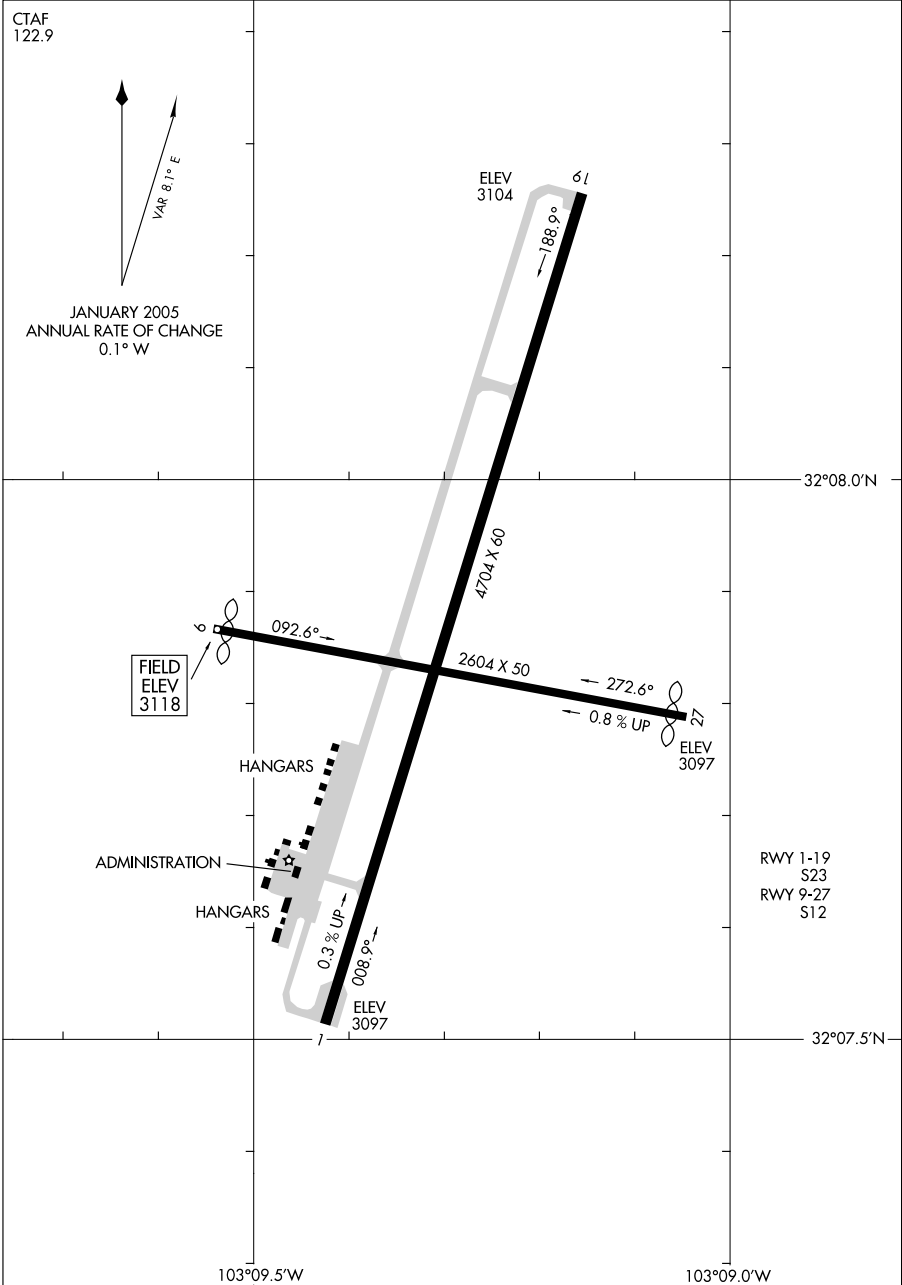 CTAF
122.9
VAR 8.1° E
JANUARY 2005
ANNUAL RATE OF CHANGE
0.1° W
ELEV
3104
19
188.9°
32°08.0'N
4704 X 60
9
092.6°
2604 X 50
272.6°
0.8 % UP
27
FIELD
ELEV
3118
ELEV
3097
HANGARS
ADMINISTRATION
HANGARS
RWY 1-19
S23
RWY 9-27
S12
0.3 % UP
008.9°
ELEV
3097
1
32°07.5'N
103°09.5'W
103°09.0'W